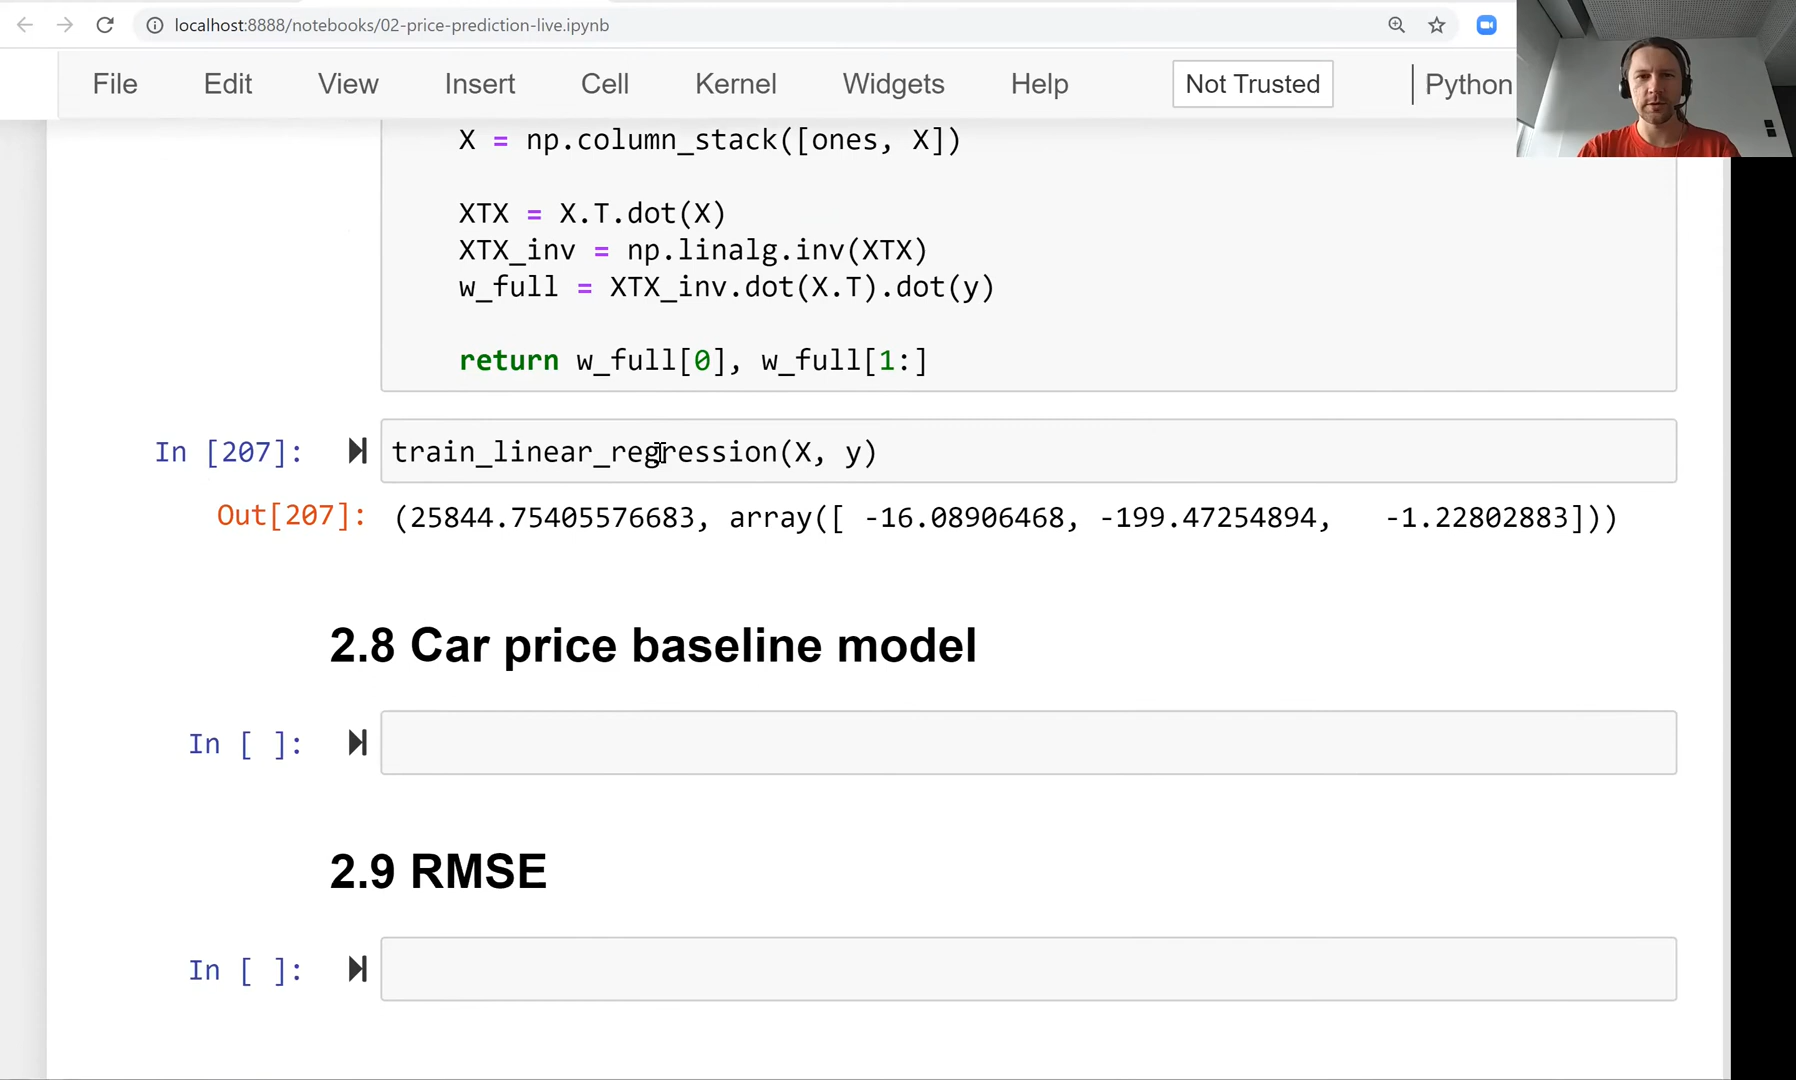 localhost:8888/notebooks/02-price-prediction-live.ipynb
File Edit View Insert Cell Kernel Widgets Help Not Trusted Python
X = np.column_stack([ones, X])
XTX = X.T.dot(X)
XTX_inv = np.linalg.inv(XTX)
w_full = XTX_inv.dot(X.T).dot(y)
return w_full[0], w_full[1:]
In [207]: train_linear_regression(X, y)
Out[207]: (25844.75405576683, array([ -16.08906468, -199.47254894, -1.22802883]))
2.8 Car price baseline model
In [ ]:
2.9 RMSE
In [ ]: